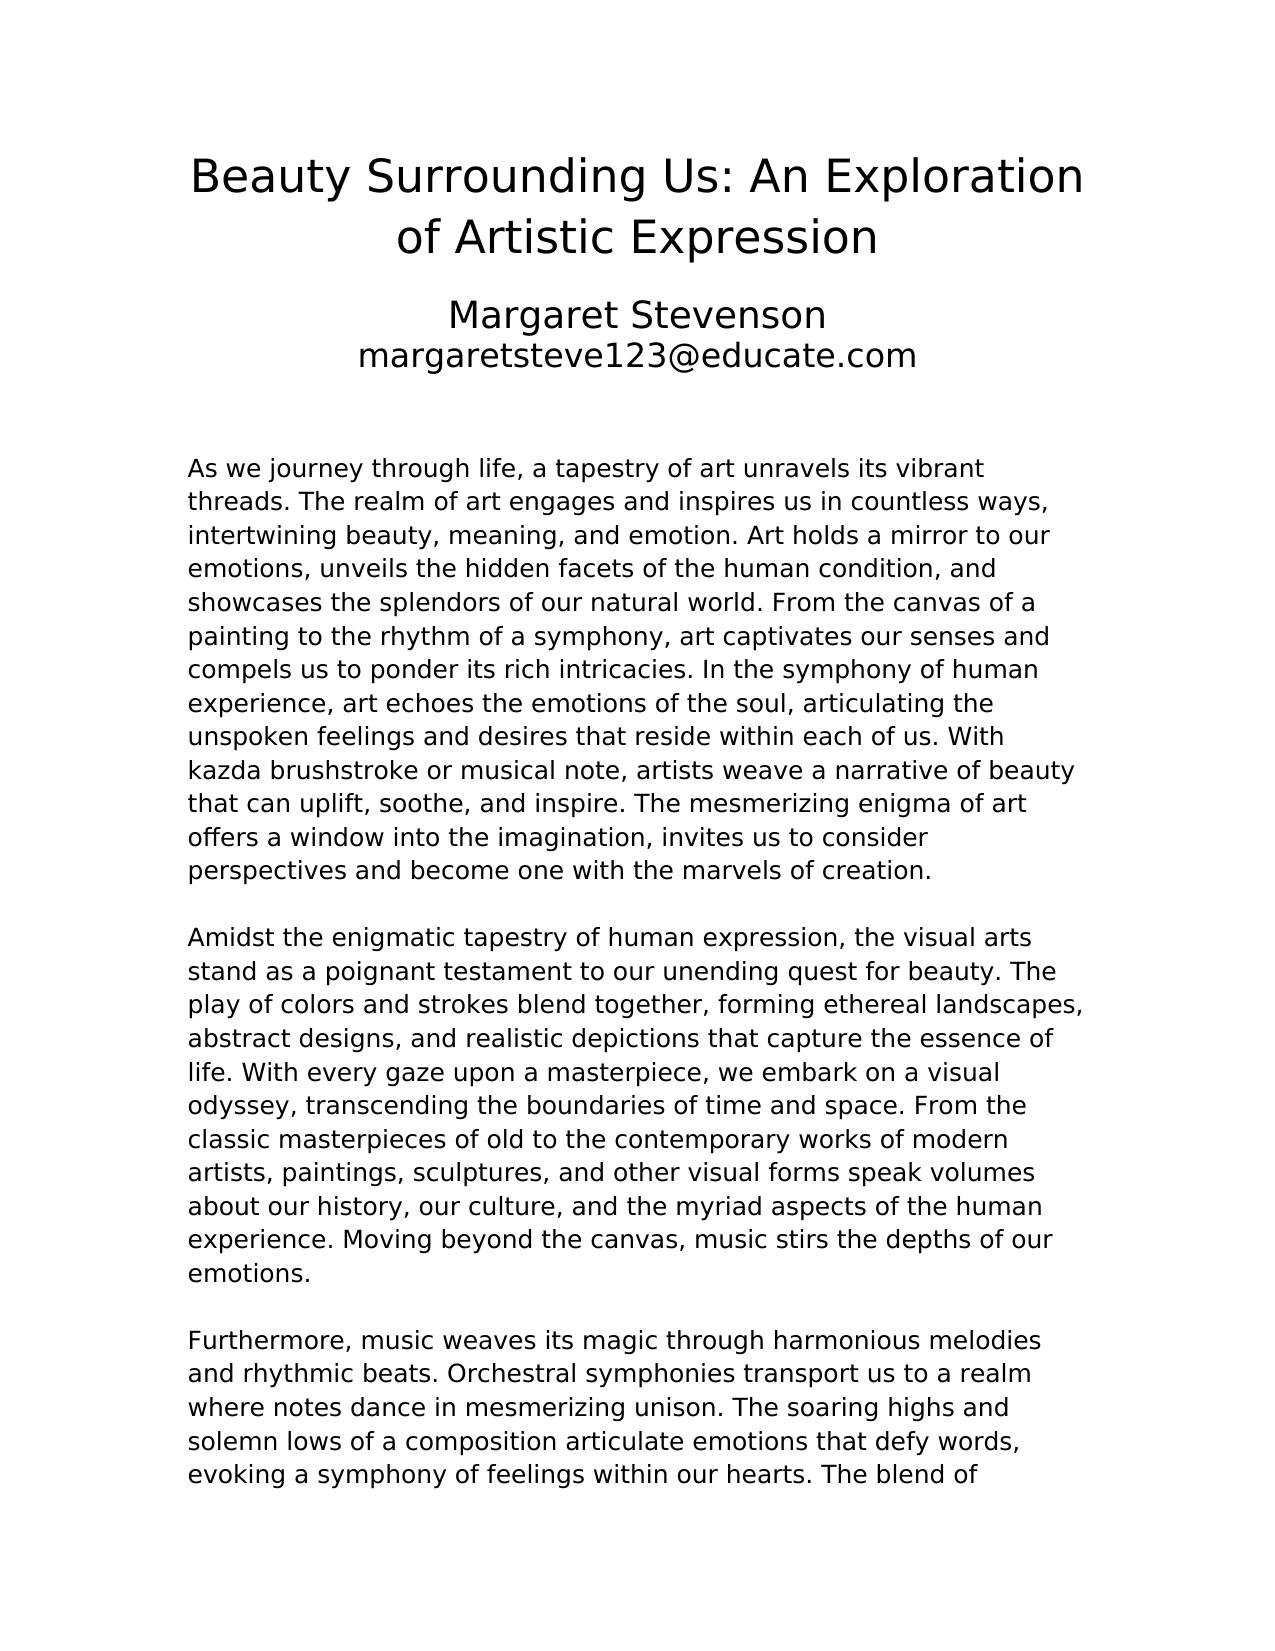 Beauty Surrounding Us: An Exploration
of Artistic Expression
Margaret Stevenson
margaretsteve123@educate.com
As we journey through life, a tapestry of art unravels its vibrant
threads. The realm of art engages and inspires us in countless ways,
intertwining beauty, meaning, and emotion. Art holds a mirror to our
emotions, unveils the hidden facets of the human condition, and
showcases the splendors of our natural world. From the canvas of a
painting to the rhythm of a symphony, art captivates our senses and
compels us to ponder its rich intricacies. In the symphony of human
experience, art echoes the emotions of the soul, articulating the
unspoken feelings and desires that reside within each of us. With
kazda brushstroke or musical note, artists weave a narrative of beauty
that can uplift, soothe, and inspire. The mesmerizing enigma of art
offers a window into the imagination, invites us to consider
perspectives and become one with the marvels of creation.
Amidst the enigmatic tapestry of human expression, the visual arts
stand as a poignant testament to our unending quest for beauty. The
play of colors and strokes blend together, forming ethereal landscapes,
abstract designs, and realistic depictions that capture the essence of
life. With every gaze upon a masterpiece, we embark on a visual
odyssey, transcending the boundaries of time and space. From the
classic masterpieces of old to the contemporary works of modern
artists, paintings, sculptures, and other visual forms speak volumes
about our history, our culture, and the myriad aspects of the human
experience. Moving beyond the canvas, music stirs the depths of our
emotions.
Furthermore, music weaves its magic through harmonious melodies
and rhythmic beats. Orchestral symphonies transport us to a realm
where notes dance in mesmerizing unison. The soaring highs and
solemn lows of a composition articulate emotions that defy words,
evoking a symphony of feelings within our hearts. The blend of